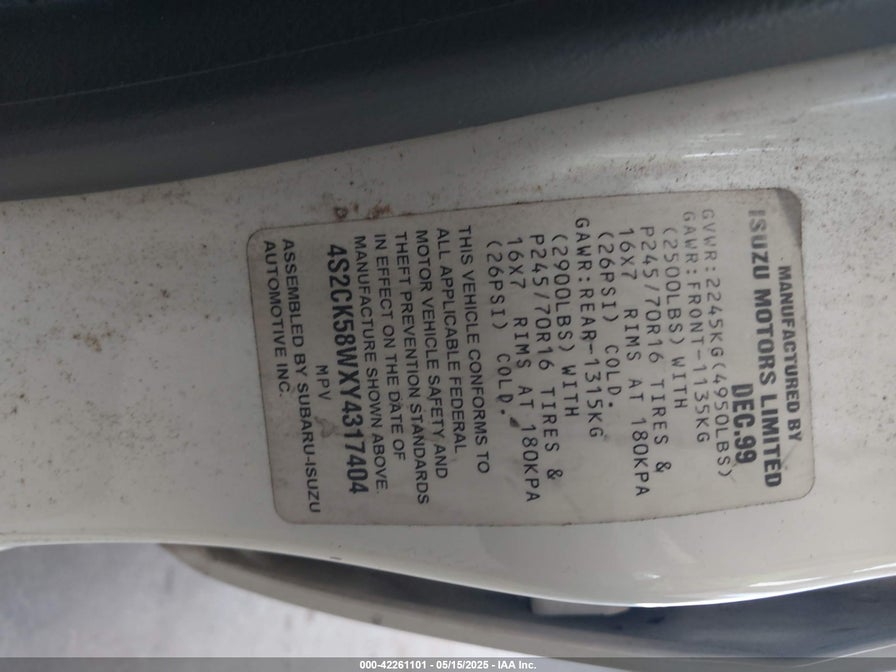 MANUFACTURED BY
ISUZU MOTORS LIMITED
DEC.99
GVWR:2245KG(4950LBS)
GAWR:FRONT-1135KG
(2500LBS) WITH
P245/70R16 TIRES &
16X7 RIMS AT 180KPA
(26PSI) COLD.
GAWR:REAR-1315KG
(2900LBS) WITH
P245/70R16 TIRES &
16X7 RIMS AT 180KPA
(26PSI) COLD.
THIS VEHICLE CONFORMS TO
ALL APPLICABLE FEDERAL
MOTOR VEHICLE SAFETY AND
THEFT PREVENTION STANDARDS
IN EFFECT ON THE DATE OF
MANUFACTURE SHOWN ABOVE.
4S2CK58WXY4317404
MPV
ASSEMBLED BY SUBARU-ISUZU
AUTOMOTIVE INC.
000-42261101 - 05/15/2025 - IAA Inc.